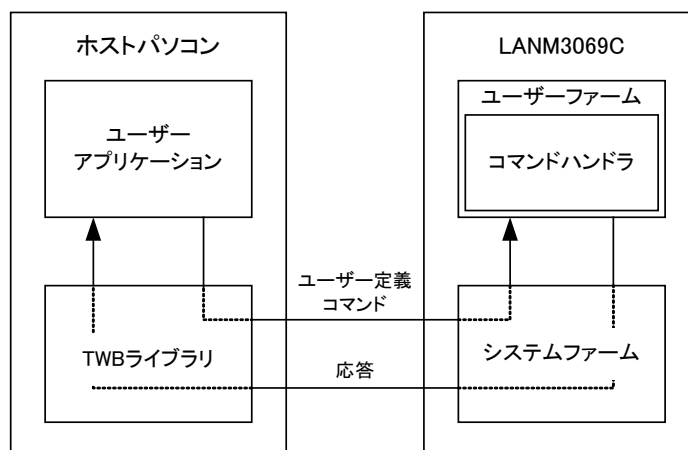 ホストパソコン
LANM3069C
ユーザー
アプリケーション
ユーザーファーム
コマンドハンドラ
ユーザー定義
コマンド
TWBライブラリ
システムファーム
応答